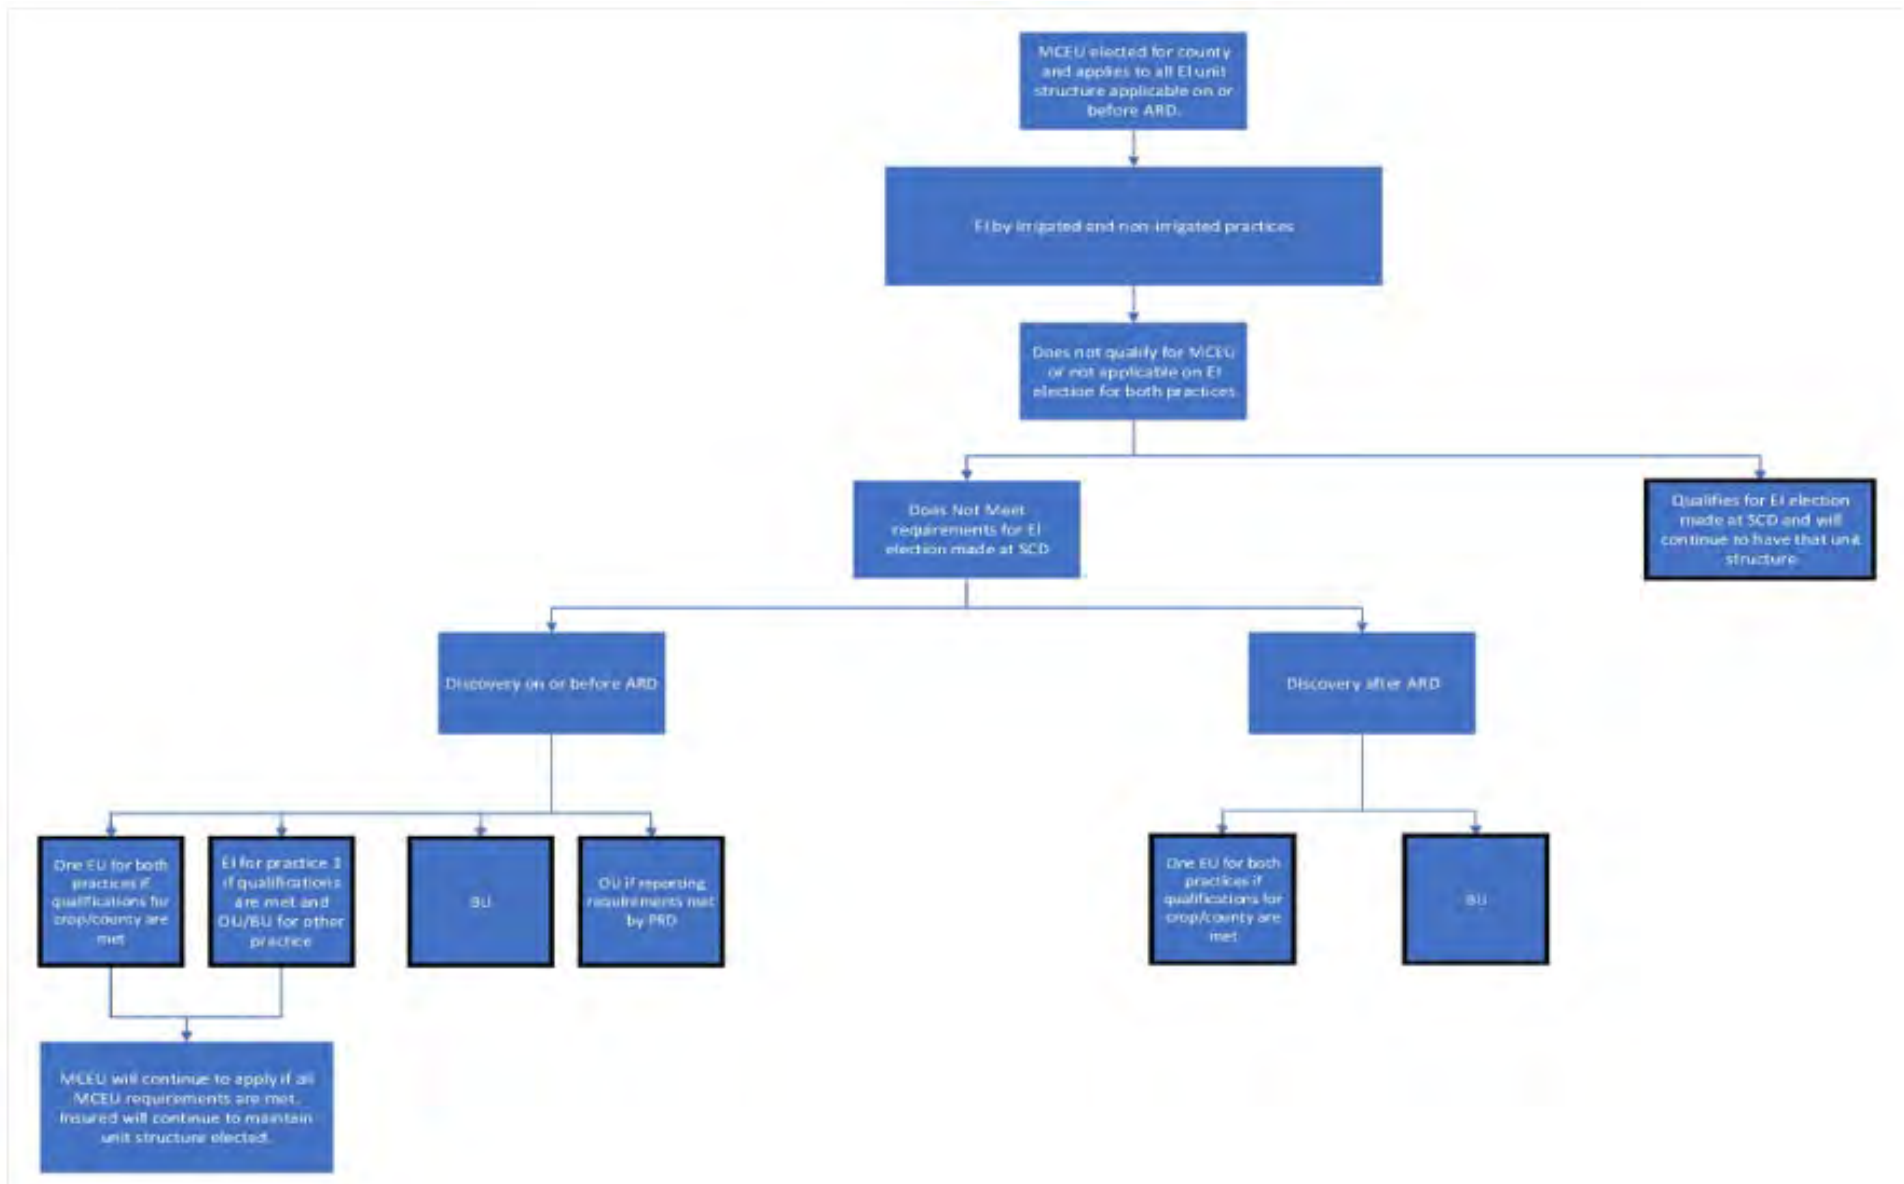 MCEU elected for county
and applies to all EU unit
structure applicable on or
before ARD.
EU by irrigated and non-irrigated practices
Does not qualify for MCEU
or not applicable on EU
election for both practices
Does Not Meet
requirements for EU
election made at SCD
Qualifies for EU election
made at SCD and will
continue to have that unit
structure
Discovery on or before ARD
Discovery after ARD
One EU for both
practices if
qualifications for
crop/county are
met
EU for practice 1
if qualifications
are met and
OU/BU for other
practice
BU
OU if reporting
requirements met
by PRD
One EU for both
practices if
qualifications for
crop/county are
met
BU
MCEU will continue to apply if all
MCEU requirements are met.
Insured will continue to maintain
unit structure elected.